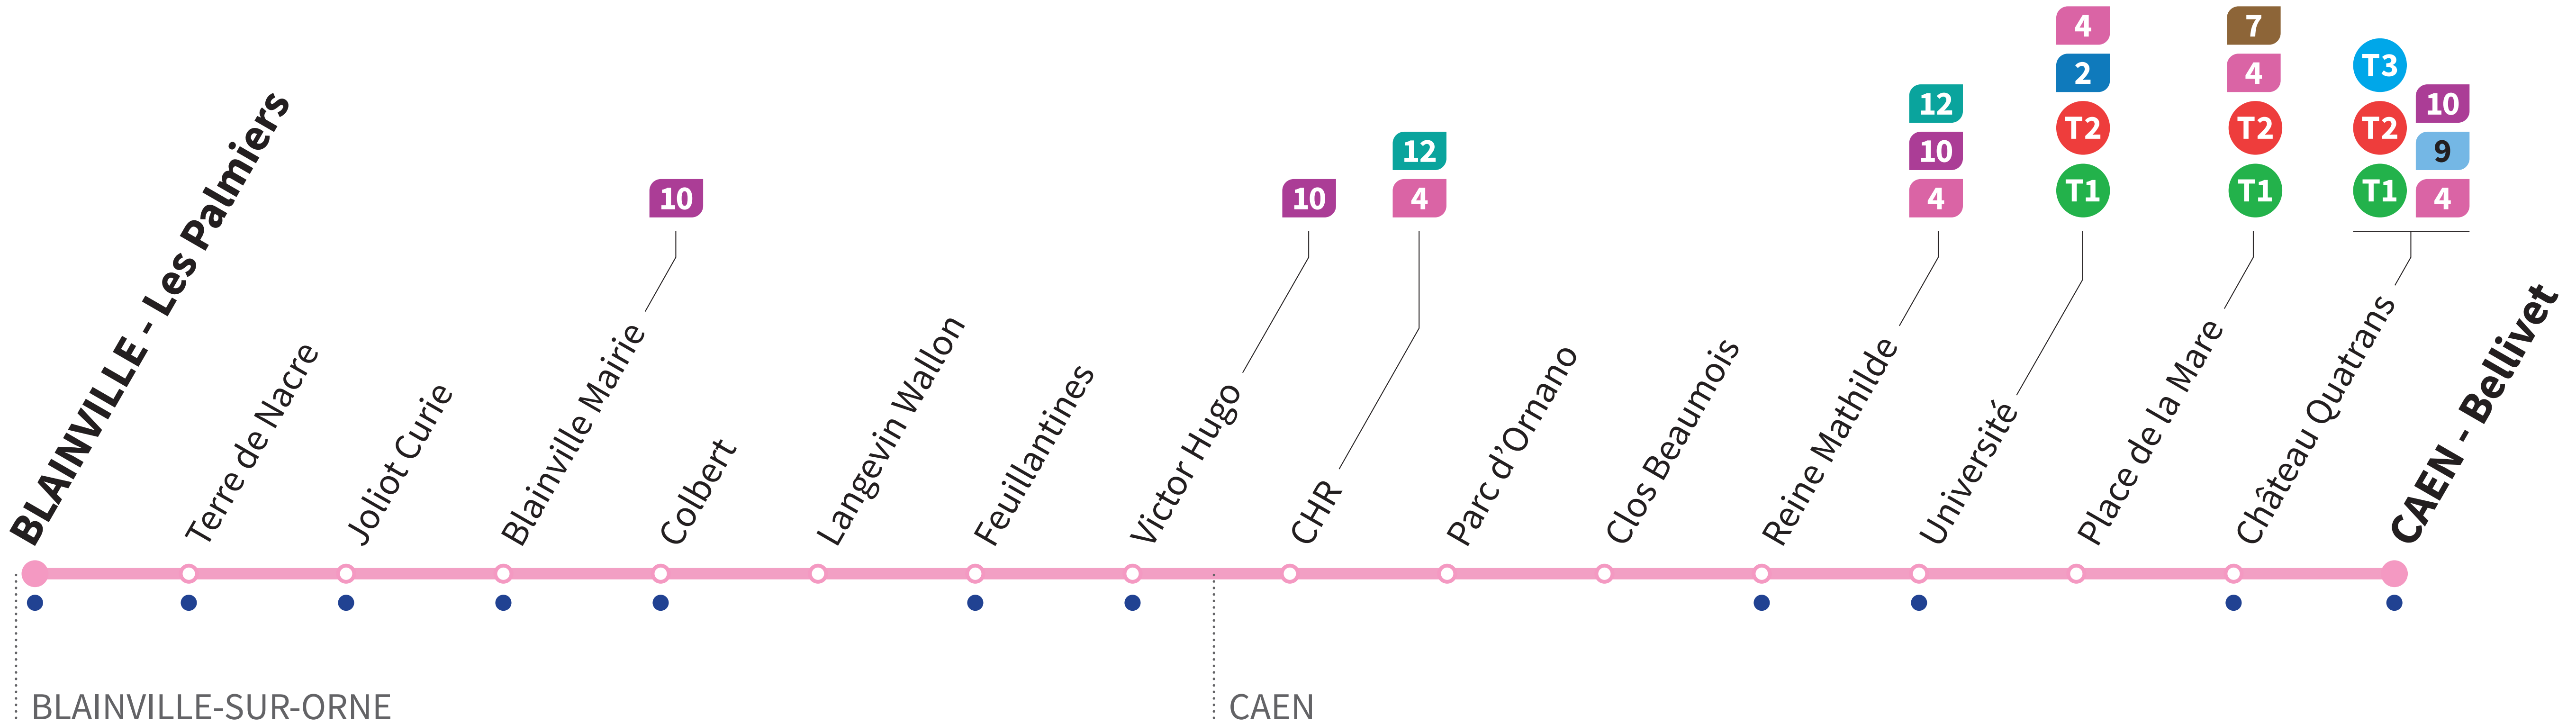 BLAINVILLE - Les Palmiers
Terre de Nacre
Joliot Curie
Blainville Mairie
10
Colbert
Langevin Wallon
Feuillantines
Victor Hugo
10
CHR
12
4
Parc d'Ornano
Clos Beaumois
Reine Mathilde
12
10
4
Université
4
2
T2
T1
Place de la Mare
7
4
T2
T1
Château Quatrans
T3
T2
T1
10
9
4
CAEN - Bellivet
BLAINVILLE-SUR-ORNE
CAEN